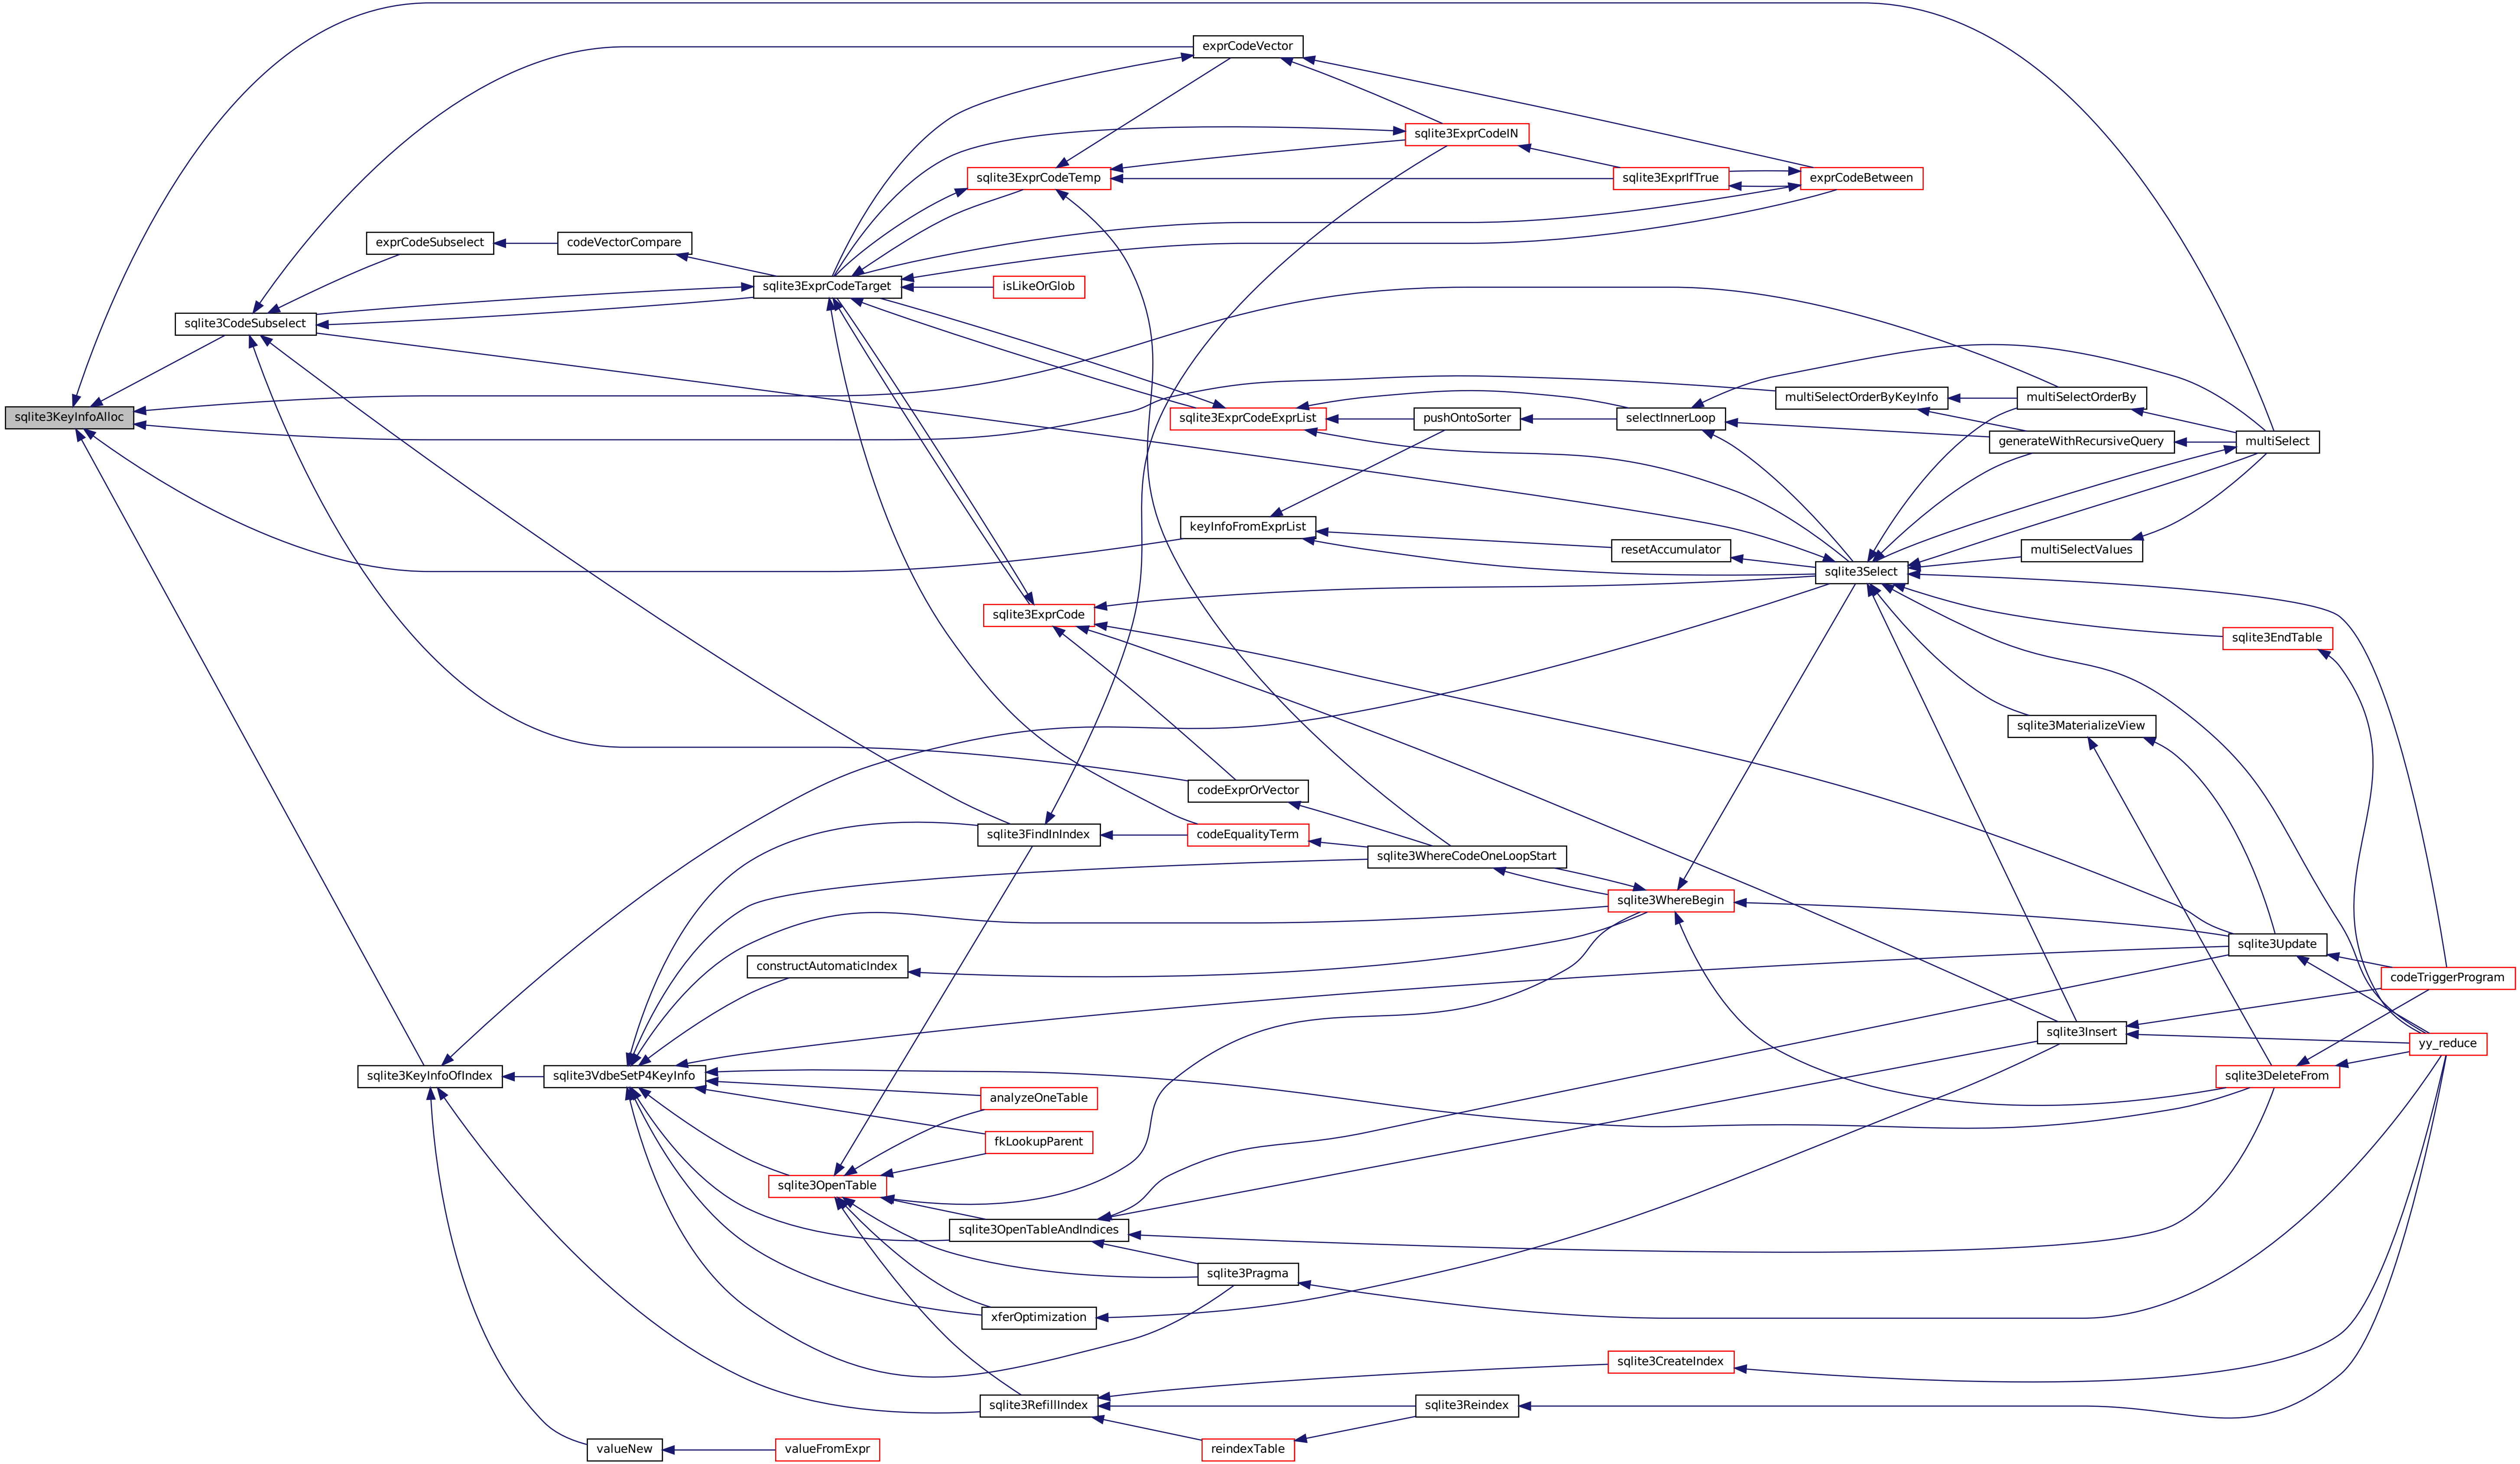 exprCodeVector
sqlite3ExprCodeIN
sqlite3ExprCodeTemp
sqlite3ExprIfTrue
exprCodeBetween
exprCodeSubselect
codeVectorCompare
sqlite3ExprCodeTarget
isLikeOrGlob
sqlite3CodeSubselect
multiSelectOrderByKeyInfo
multiSelectOrderBy
sqlite3KeyInfoAlloc
sqlite3ExprCodeExprList
pushOntoSorter
selectInnerLoop
generateWithRecursiveQuery
multiSelect
keyInfoFromExprList
resetAccumulator
multiSelectValues
sqlite3Select
sqlite3ExprCode
sqlite3EndTable
sqlite3MaterializeView
codeExprOrVector
sqlite3FindInIndex
codeEqualityTerm
sqlite3WhereCodeOneLoopStart
sqlite3WhereBegin
sqlite3Update
constructAutomaticIndex
codeTriggerProgram
sqlite3Insert
yy_reduce
sqlite3KeyInfoOfIndex
sqlite3VdbeSetP4KeyInfo
sqlite3DeleteFrom
analyzeOneTable
fkLookupParent
sqlite3OpenTable
sqlite3OpenTableAndIndices
sqlite3Pragma
xferOptimization
sqlite3CreateIndex
sqlite3RefillIndex
sqlite3Reindex
valueNew
valueFromExpr
reindexTable